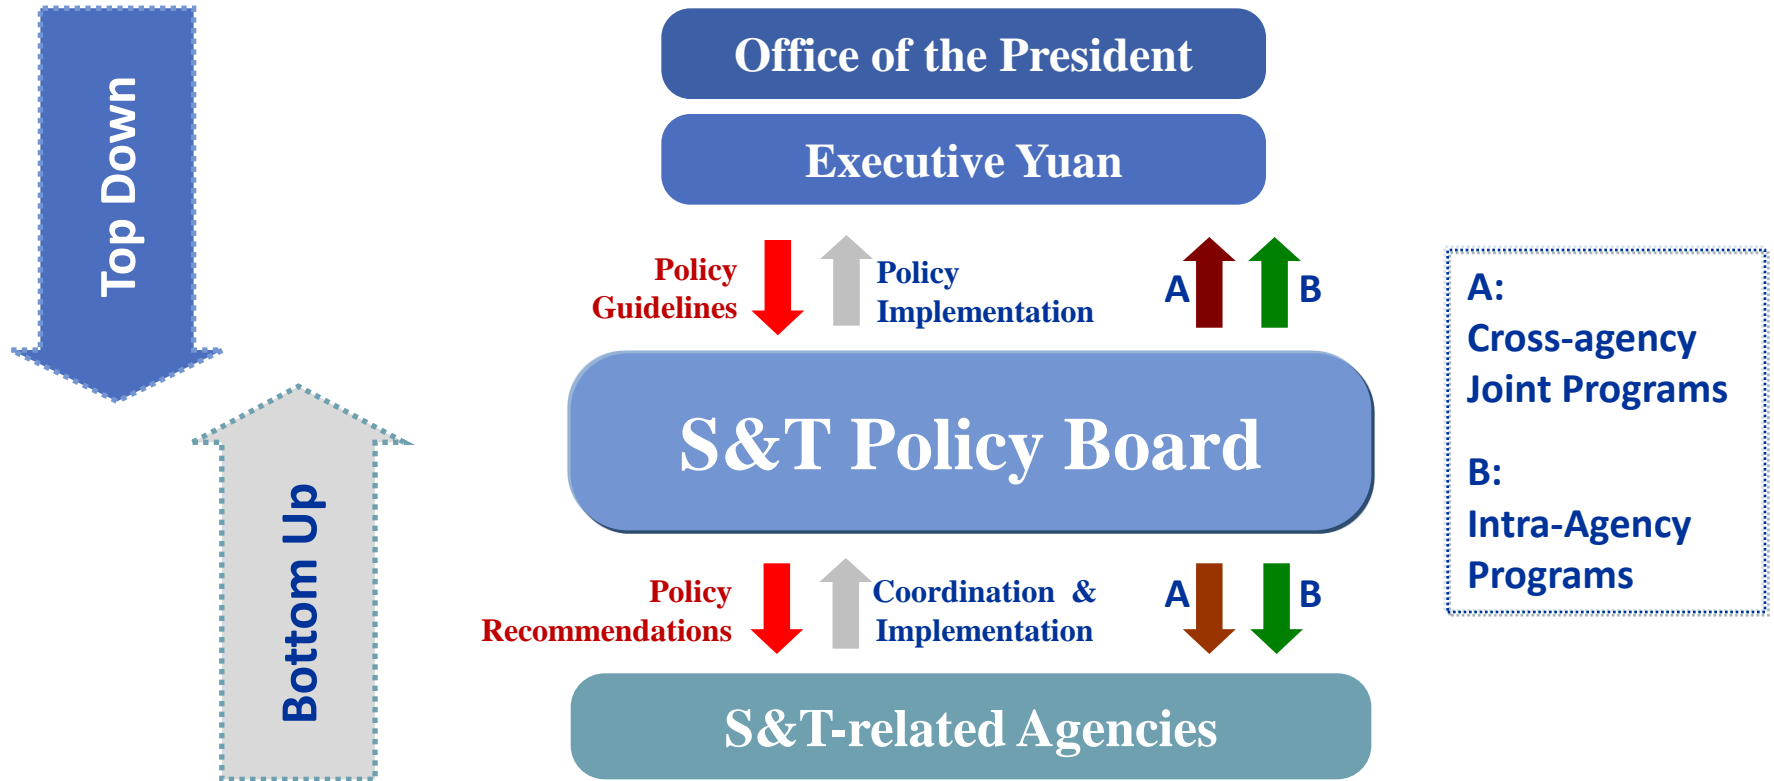 Top Down
Bottom Up
Office of the President
Executive Yuan
Policy
Guidelines
Policy
Implementation
A
B
S&T Policy Board
Policy
Recommendations
Coordination &
Implementation
A
B
S&T-related Agencies
A:
Cross-agency
Joint Programs
B:
Intra-Agency
Programs